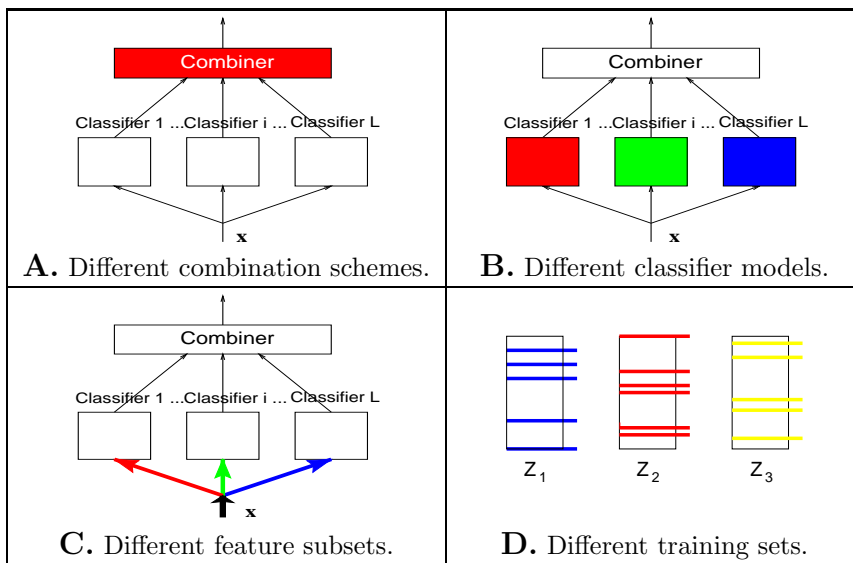 Combiner
Classifier 1 ... Classifier i ... Classifier L
x
A. Different combination schemes.
Combiner
Classifier 1 ... Classifier i ... Classifier L
x
B. Different classifier models.
Combiner
Classifier 1 ... Classifier i ... Classifier L
x
C. Different feature subsets.
Z1 Z2 Z3
D. Different training sets.